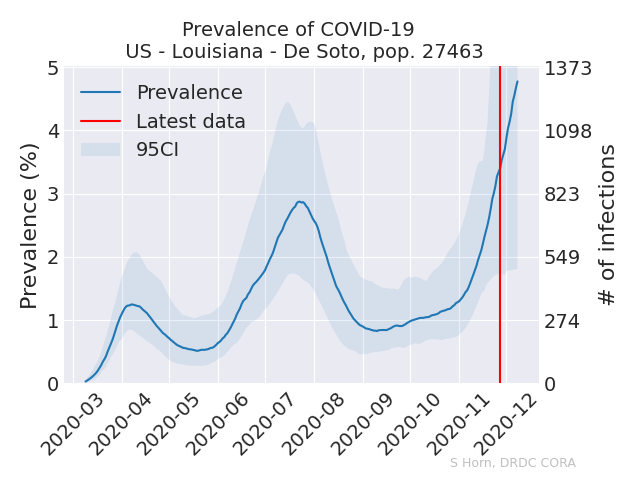 Prevalence of COVID-19
US - Louisiana - De Soto, pop. 27463
Prevalence
Latest data
95CI
Prevalence (%)
5
4
3
2
1
0
1373
1098
823
549
274
0
# of infections
2020-03
2020-04
2020-05
2020-06
2020-07
2020-08
2020-09
2020-10
2020-11
2020-12
S Horn, DRDC CORA